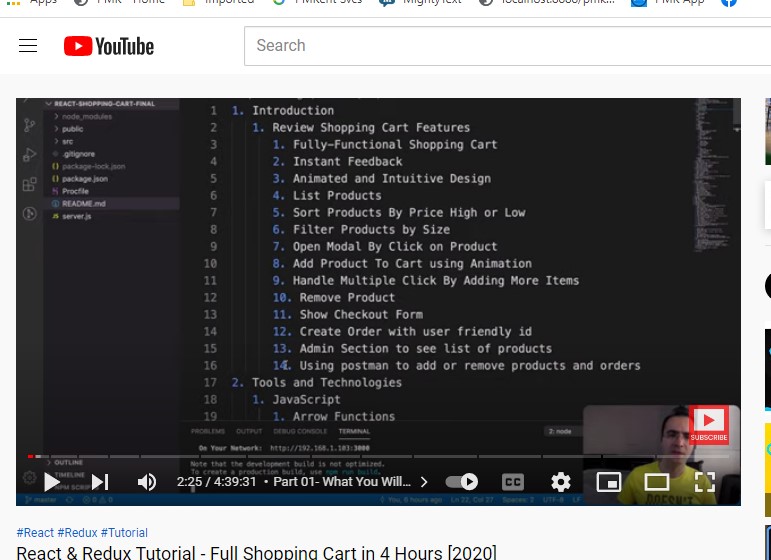 Apps
PMK - Home
Imported
PMKent Svcs
MightyText
localhost:8080/pmk...
PMK App
YouTube
Search
REACT-SHOPPING-CART-FINAL
node_modules
public
src
.gitignore
package-lock.json
package.json
Procfile
README.md
server.js
1 1. Introduction
2 1. Review Shopping Cart Features
3 1. Fully-Functional Shopping Cart
4 2. Instant Feedback
5 3. Animated and Intuitive Design
6 4. List Products
7 5. Sort Products By Price High or Low
8 6. Filter Products by Size
9 7. Open Modal By Click on Product
10 8. Add Product To Cart using Animation
11 9. Handle Multiple Click By Adding More Items
12 10. Remove Product
13 11. Show Checkout Form
14 12. Create Order with user friendly id
15 13. Admin Section to see list of products
16 14. Using postman to add or remove products and orders
17 2. Tools and Technologies
18 1. JavaScript
19 1. Arrow Functions
PROBLEMS OUTPUT DEBUG CONSOLE TERMINAL 2: node
On Your Network: http://192.168.1.103:3000
Note that the development build is not optimized.
To create a production build, use npm run build.
OUTLINE
TIMELINE
NPM SCRIPTS
SUBSCRIBE
2:25 / 4:39:31 • Part 01- What You Will...
CC
master
You, 8 hours ago Ln 22, Col 27 Spaces: 2 UTF-8 LF
#React #Redux #Tutorial
React & Redux Tutorial - Full Shopping Cart in 4 Hours [2020]